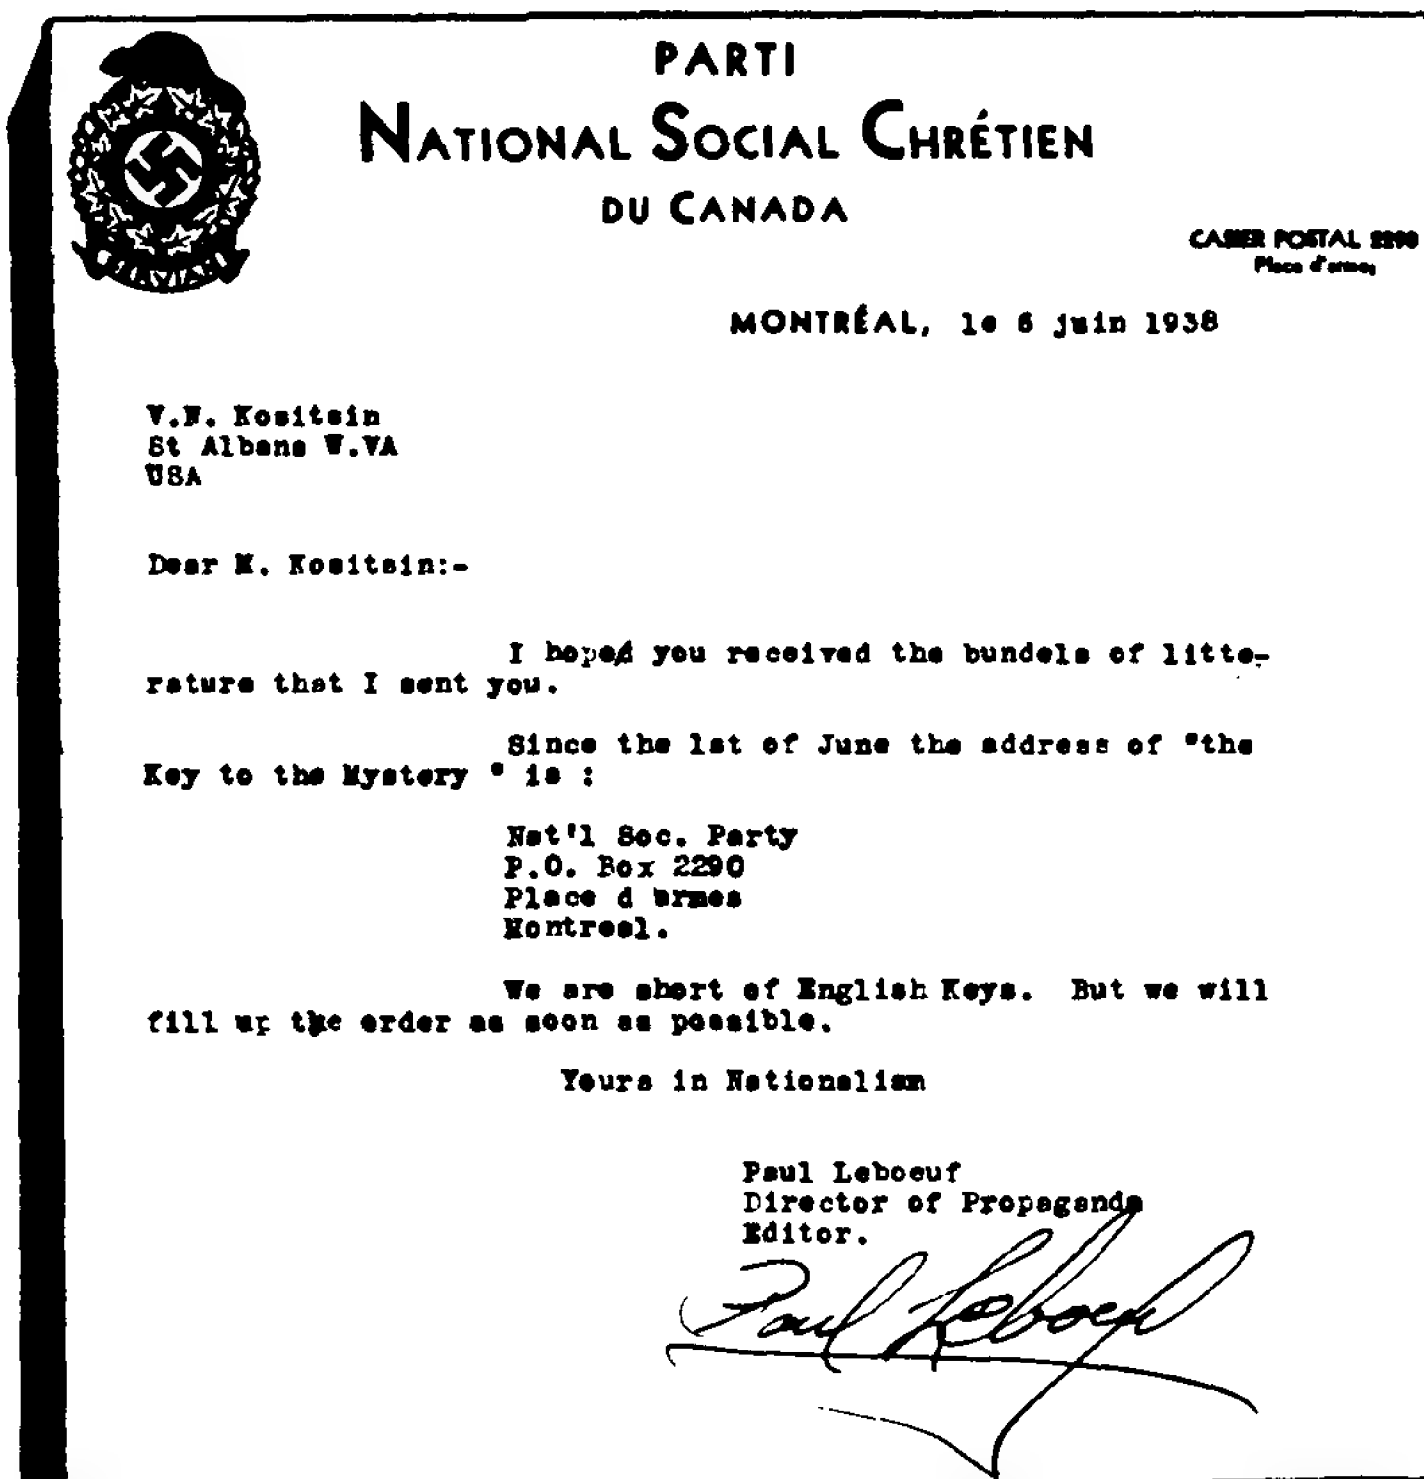 PARTI
NATIONAL SOCIAL CHRÉTIEN
DU CANADA
SERVIAM
CASIER POSTAL 2290
Place d'armes
MONTRÉAL, le 6 juin 1938
V.W. Kositsin
St Albans W.VA
USA
Dear M. Kositsin:-
I hoped you received the bundels of litte-
rature that I sent you.
Since the 1st of June the address of "the
Key to the Mystery " is :
Nat'l Soc. Party
P.O. Box 2290
Place d armes
Montreal.
We are short of English Keys. But we will
fill up the order as soon as possible.
Yours in Nationalism
Paul Leboeuf
Director of Propaganda
Editor.
Paul Leboeuf